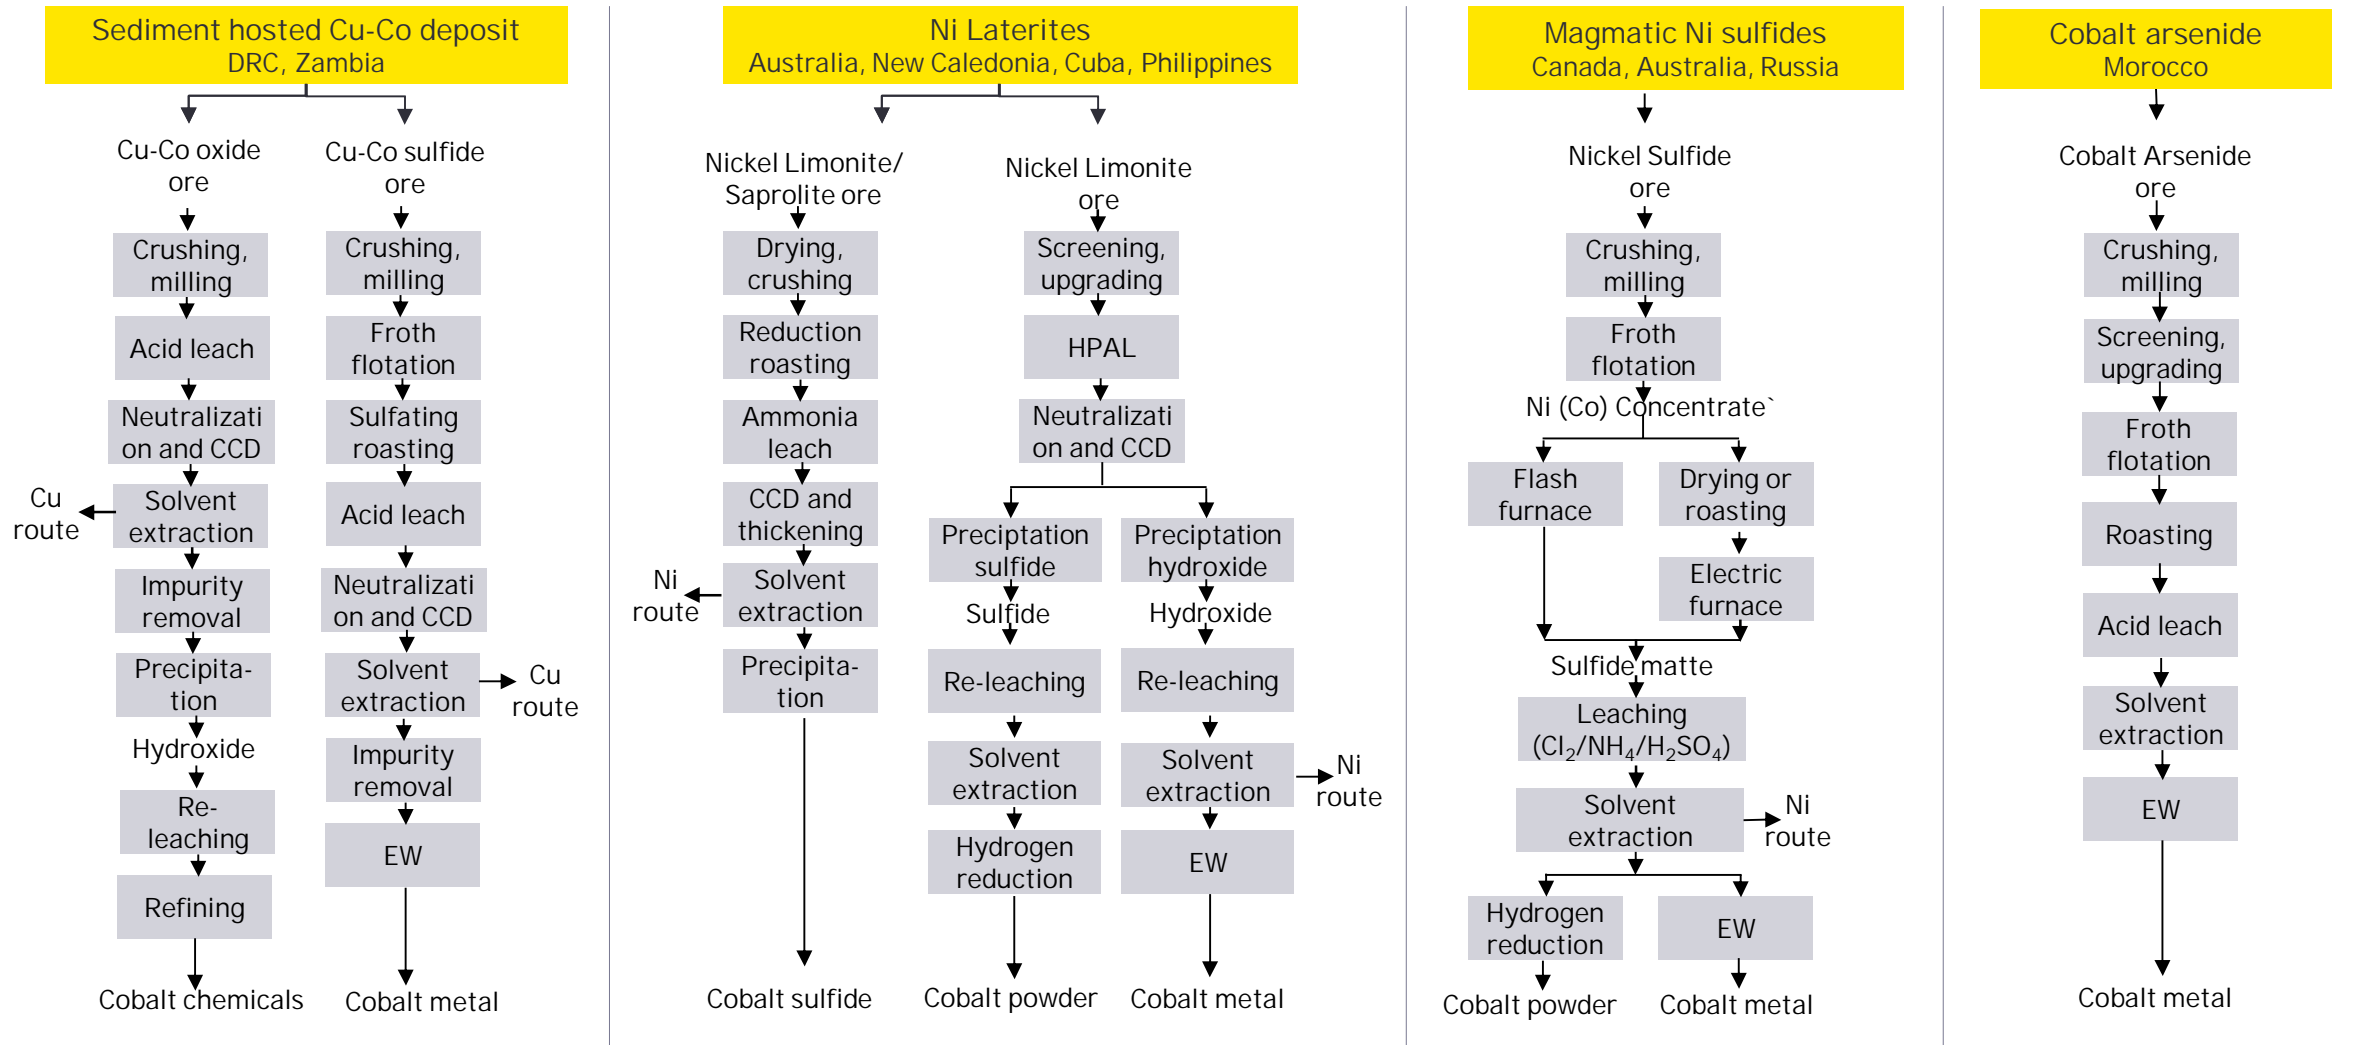 Sediment hosted Cu-Co deposit
DRC, Zambia
Cu-Co oxide
ore
Crushing,
milling
Acid leach
Neutralizati
on and CCD
Cu
route
Solvent
extraction
Impurity
removal
Precipita-
tion
Hydroxide
Re-
leaching
Refining
Cobalt chemicals
Cu-Co sulfide
ore
Crushing,
milling
Froth
flotation
Sulfating
roasting
Acid leach
Neutralizati
on and CCD
Solvent
extraction
Cu
route
Impurity
removal
EW
Cobalt metal
Ni Laterites
Australia, New Caledonia, Cuba, Philippines
Nickel Limonite/
Saprolite ore
Drying,
crushing
Reduction
roasting
Ammonia
leach
CCD and
thickening
Ni
route
Solvent
extraction
Precipita-
tion
Cobalt sulfide
Nickel Limonite
ore
Screening,
upgrading
HPAL
Neutralizati
on and CCD
Preciptation
sulfide
Sulfide
Re-leaching
Solvent
extraction
Hydrogen
reduction
Cobalt powder
Preciptation
hydroxide
Hydroxide
Re-leaching
Solvent
extraction
Ni
route
EW
Cobalt metal
Magmatic Ni sulfides
Canada, Australia, Russia
Nickel Sulfide
ore
Crushing,
milling
Froth
flotation
Ni (Co) Concentrate`
Flash
furnace
Drying or
roasting
Electric
furnace
Sulfide matte
Leaching
(Cl₂/NH₄/H₂SO₄)
Solvent
extraction
Ni
route
Hydrogen
reduction
Cobalt powder
EW
Cobalt metal
Cobalt arsenide
Morocco
Cobalt Arsenide
ore
Crushing,
milling
Screening,
upgrading
Froth
flotation
Roasting
Acid leach
Solvent
extraction
EW
Cobalt metal